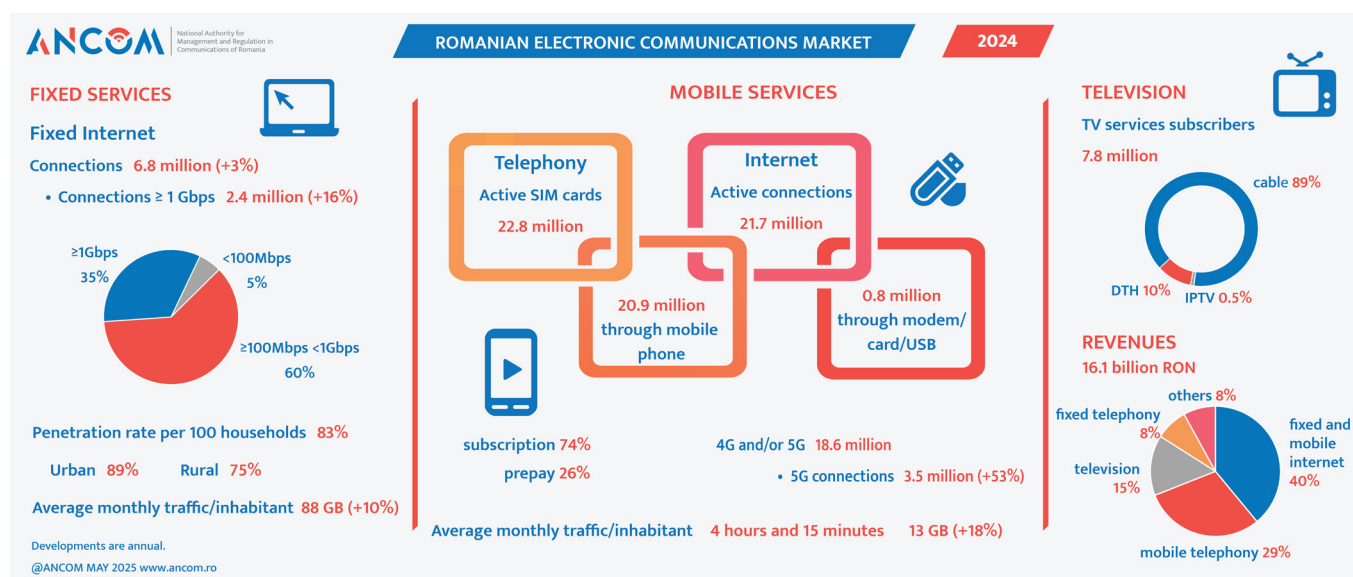 ANCOM
National Authority for
Management and Regulation in
Communications of Romania
ROMANIAN ELECTRONIC COMMUNICATIONS MARKET
2024
FIXED SERVICES
Fixed Internet
Connections 6.8 million (+3%)
• Connections ≥ 1 Gbps 2.4 million (+16%)
≥1Gbps
35%
<100Mbps
5%
≥100Mbps <1Gbps
60%
Penetration rate per 100 households 83%
Urban 89% Rural 75%
Average monthly traffic/inhabitant 88 GB (+10%)
Developments are annual.
@ANCOM MAY 2025 www.ancom.ro
MOBILE SERVICES
Telephony
Active SIM cards
22.8 million
Internet
Active connections
21.7 million
20.9 million
through mobile
phone
0.8 million
through modem/
card/USB
subscription 74%
prepay 26%
4G and/or 5G 18.6 million
• 5G connections 3.5 million (+53%)
Average monthly traffic/inhabitant 4 hours and 15 minutes 13 GB (+18%)
TELEVISION
TV services subscribers
7.8 million
cable 89%
DTH 10%
IPTV 0.5%
REVENUES
16.1 billion RON
others 8%
fixed telephony
8%
fixed and
mobile
internet
40%
television
15%
mobile telephony 29%